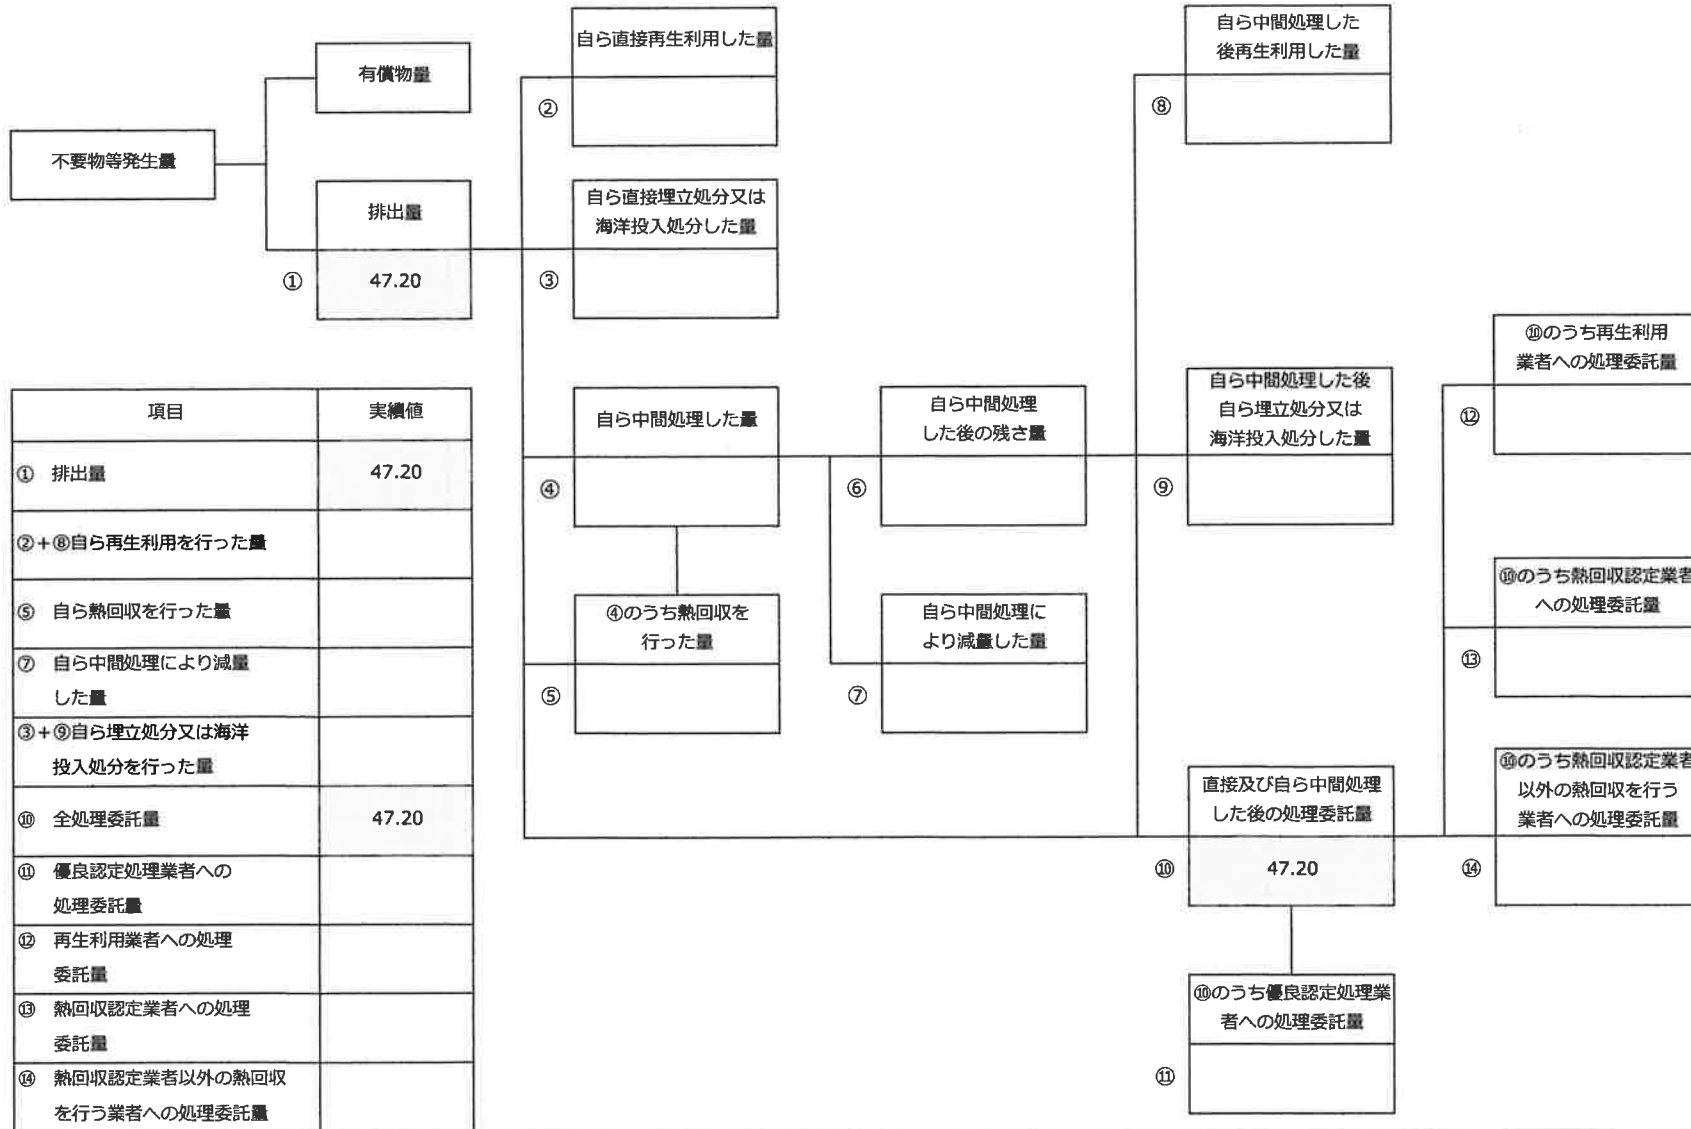 自ら直接再生利用した量
②
自ら中間処理した
後再生利用した量
⑧
有償物量
不要物等発生量
排出量
① 47.20
自ら直接埋立処分又は
海洋投入処分した量
③
⑩のうち再生利用
業者への処理委託量
⑫
自ら中間処理した量
④
自ら中間処理
した後の残さ量
⑥
自ら中間処理した後
自ら埋立処分又は
海洋投入処分した量
⑨
④のうち熱回収を
行った量
⑤
自ら中間処理に
より減量した量
⑦
⑩のうち熱回収認定業者
への処理委託量
⑬
直接及び自ら中間処理
した後の処理委託量
⑩ 47.20
⑩のうち熱回収認定業者
以外の熱回収を行う
業者への処理委託量
⑭
⑩のうち優良認定処理業
者への処理委託量
⑪
項目 実績値
① 排出量 47.20
②+⑧自ら再生利用を行った量
⑤ 自ら熱回収を行った量
⑦ 自ら中間処理により減量
した量
③+⑨自ら埋立処分又は海洋
投入処分を行った量
⑩ 全処理委託量 47.20
⑪ 優良認定処理業者への
処理委託量
⑫ 再生利用業者への処理
委託量
⑬ 熱回収認定業者への処理
委託量
⑭ 熱回収認定業者以外の熱回収
を行う業者への処理委託量